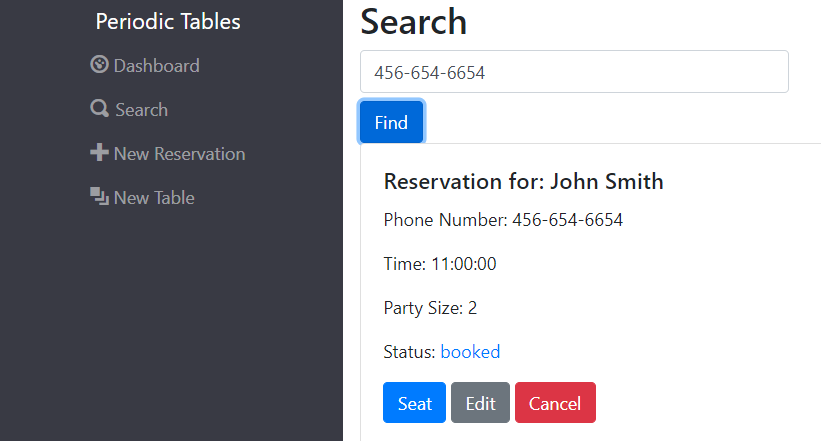 Periodic Tables
Dashboard
Search
New Reservation
New Table
Search
456-654-6654
Find
Reservation for: John Smith
Phone Number: 456-654-6654
Time: 11:00:00
Party Size: 2
Status: booked
Seat Edit Cancel